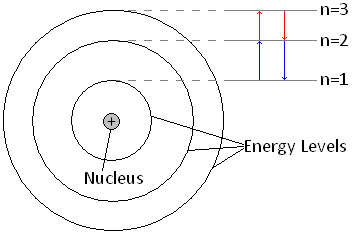 n=3
n=2
n=1
+
Energy Levels
Nucleus